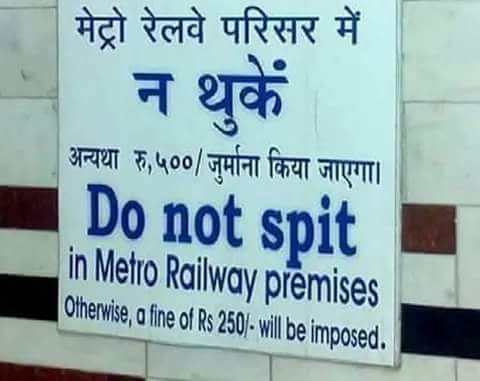 मेट्रो रेलवे परिसर में
न थुकें
अन्यथा रु,५००/जुर्माना किया जाएगा।
Do not spit
in Metro Railway premises
Otherwise, a fine of Rs 250/- will be imposed.